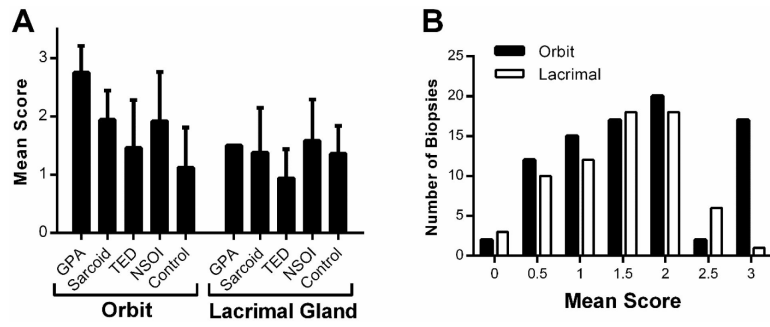 A
Mean Score
3
2
1
0
GPA
Sarcoid
TED
NSOI
Control
GPA
Sarcoid
TED
NSOI
Control
Orbit
Lacrimal Gland
B
Orbit
Lacrimal
Number of Biopsies
25
20
15
10
5
0
0 0.5 1 1.5 2 2.5 3
Mean Score